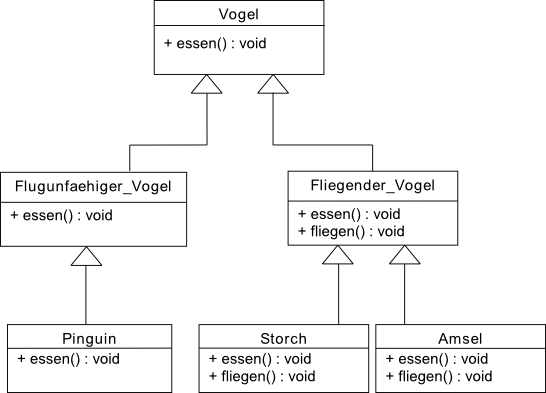 Vogel
+ essen() : void
Flugunfaehiger_Vogel
+ essen() : void
Fliegender_Vogel
+ essen() : void
+ fliegen() : void
Pinguin
+ essen() : void
Storch
+ essen() : void
+ fliegen() : void
Amsel
+ essen() : void
+ fliegen() : void